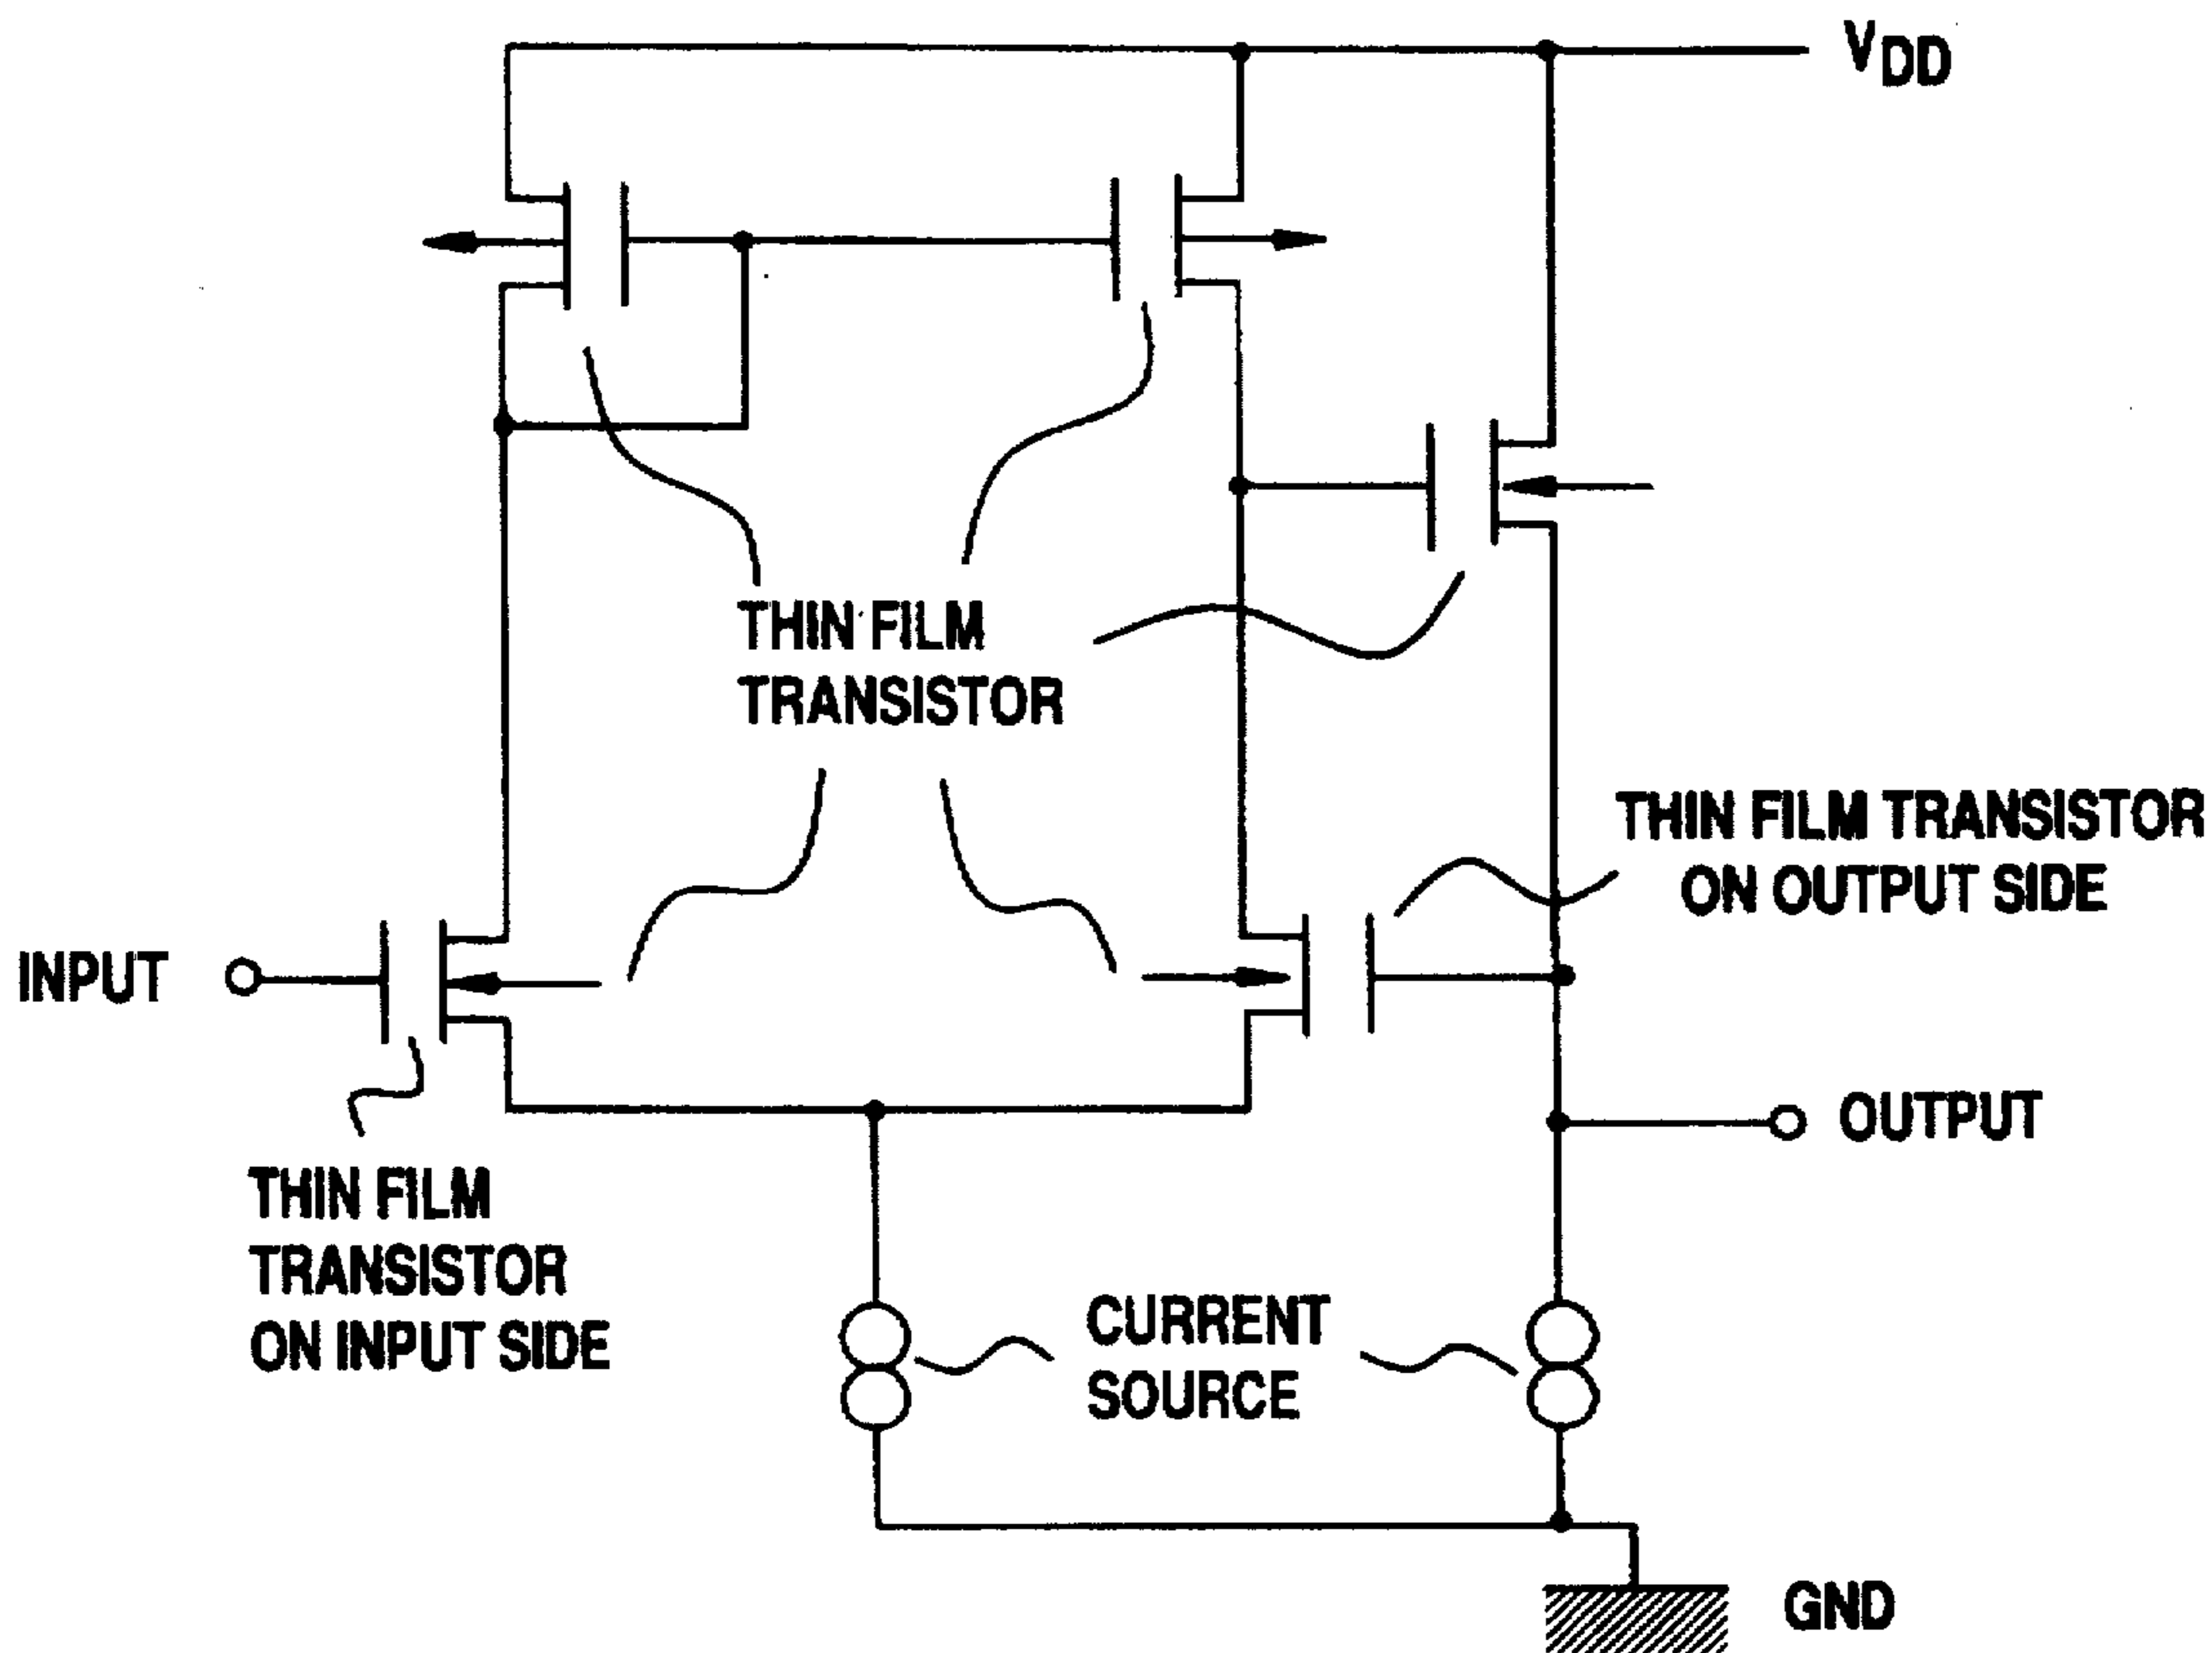 VDD
THIN FILM
TRANSISTOR
THIN FILM TRANSISTOR
ON OUTPUT SIDE
INPUT
OUTPUT
THIN FILM
TRANSISTOR
ON INPUT SIDE
CURRENT
SOURCE
GND